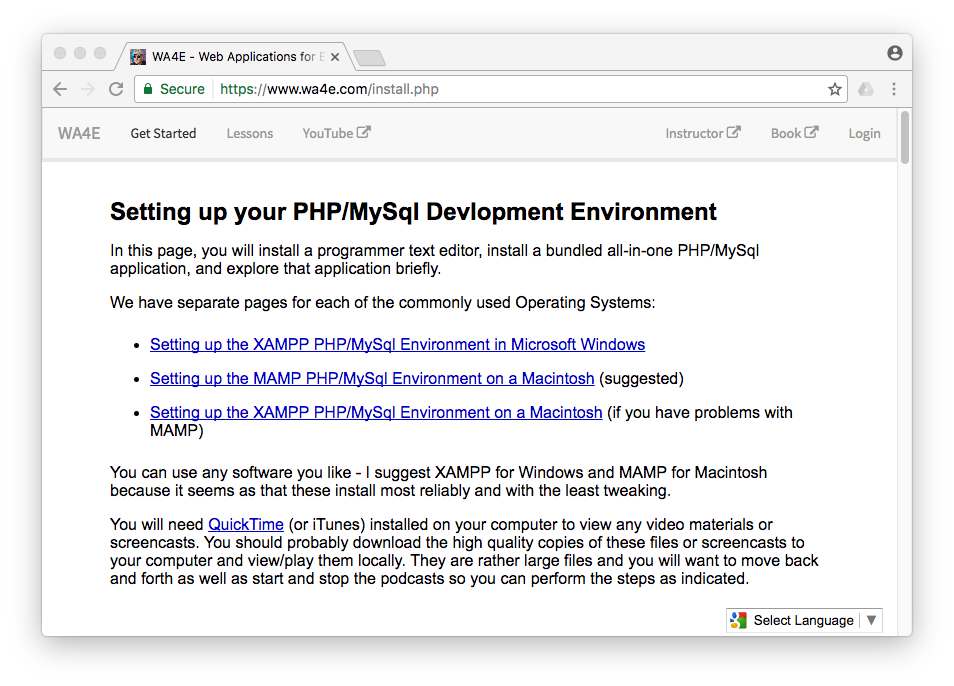 WA4E - Web Applications for E
Secure https://www.wa4e.com/install.php
WA4E Get Started Lessons YouTube Instructor Book Login
Setting up your PHP/MySql Devlopment Environment
In this page, you will install a programmer text editor, install a bundled all-in-one PHP/MySql
application, and explore that application briefly.
We have separate pages for each of the commonly used Operating Systems:
Setting up the XAMPP PHP/MySql Environment in Microsoft Windows
Setting up the MAMP PHP/MySql Environment on a Macintosh (suggested)
Setting up the XAMPP PHP/MySql Environment on a Macintosh (if you have problems with
MAMP)
You can use any software you like - I suggest XAMPP for Windows and MAMP for Macintosh
because it seems as that these install most reliably and with the least tweaking.
You will need QuickTime (or iTunes) installed on your computer to view any video materials or
screencasts. You should probably download the high quality copies of these files or screencasts to
your computer and view/play them locally. They are rather large files and you will want to move back
and forth as well as start and stop the podcasts so you can perform the steps as indicated.
Select Language